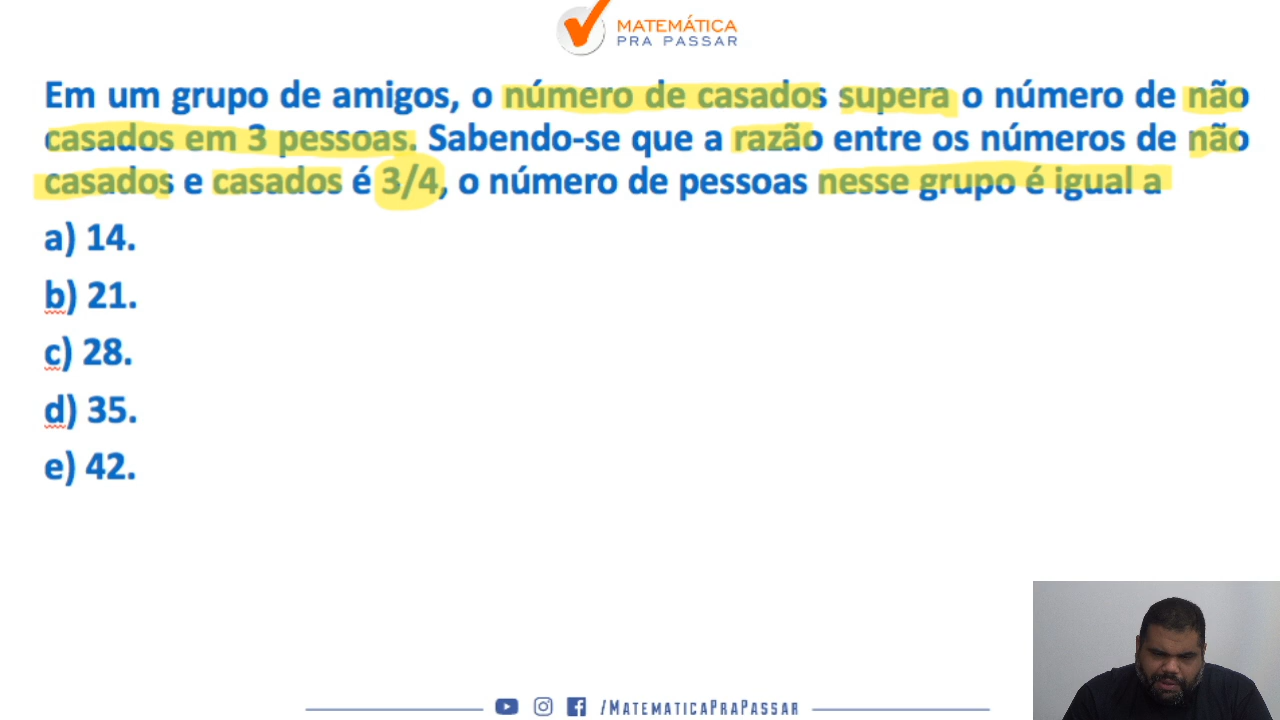 MATEMÁTICA
PRA PASSAR
Em um grupo de amigos, o número de casados supera o número de não
casados em 3 pessoas. Sabendo-se que a razão entre os números de não
casados e casados é 3/4, o número de pessoas nesse grupo é igual a
a) 14.
b) 21.
c) 28.
d) 35.
e) 42.
/MATEMATICAPRAPASSAR